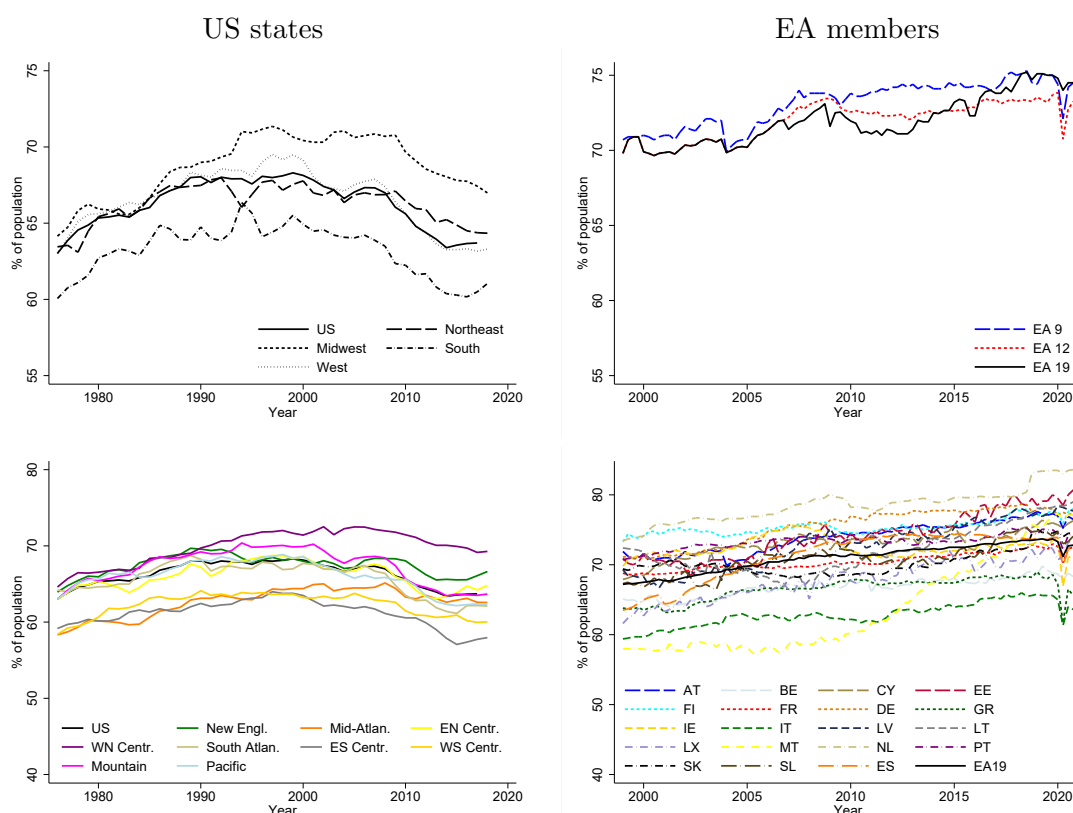 US states
EA members
75
70
65
60
55
% of population
1980
1990
2000
2010
2020
Year
US
Northeast
Midwest
South
West
75
70
65
60
55
% of population
2000
2005
2010
2015
2020
Year
EA 9
EA 12
EA 19
80
70
60
50
40
% of population
1980
1990
2000
2010
2020
Year
US
New Engl.
Mid-Atlan.
EN Centr.
WN Centr.
South Atlan.
ES Centr.
WS Centr.
Mountain
Pacific
80
70
60
50
40
% of population
2000
2005
2010
2015
2020
Year
AT
BE
CY
EE
FI
FR
DE
GR
IE
IT
LV
LT
LX
MT
NL
PT
SK
SL
ES
EA19